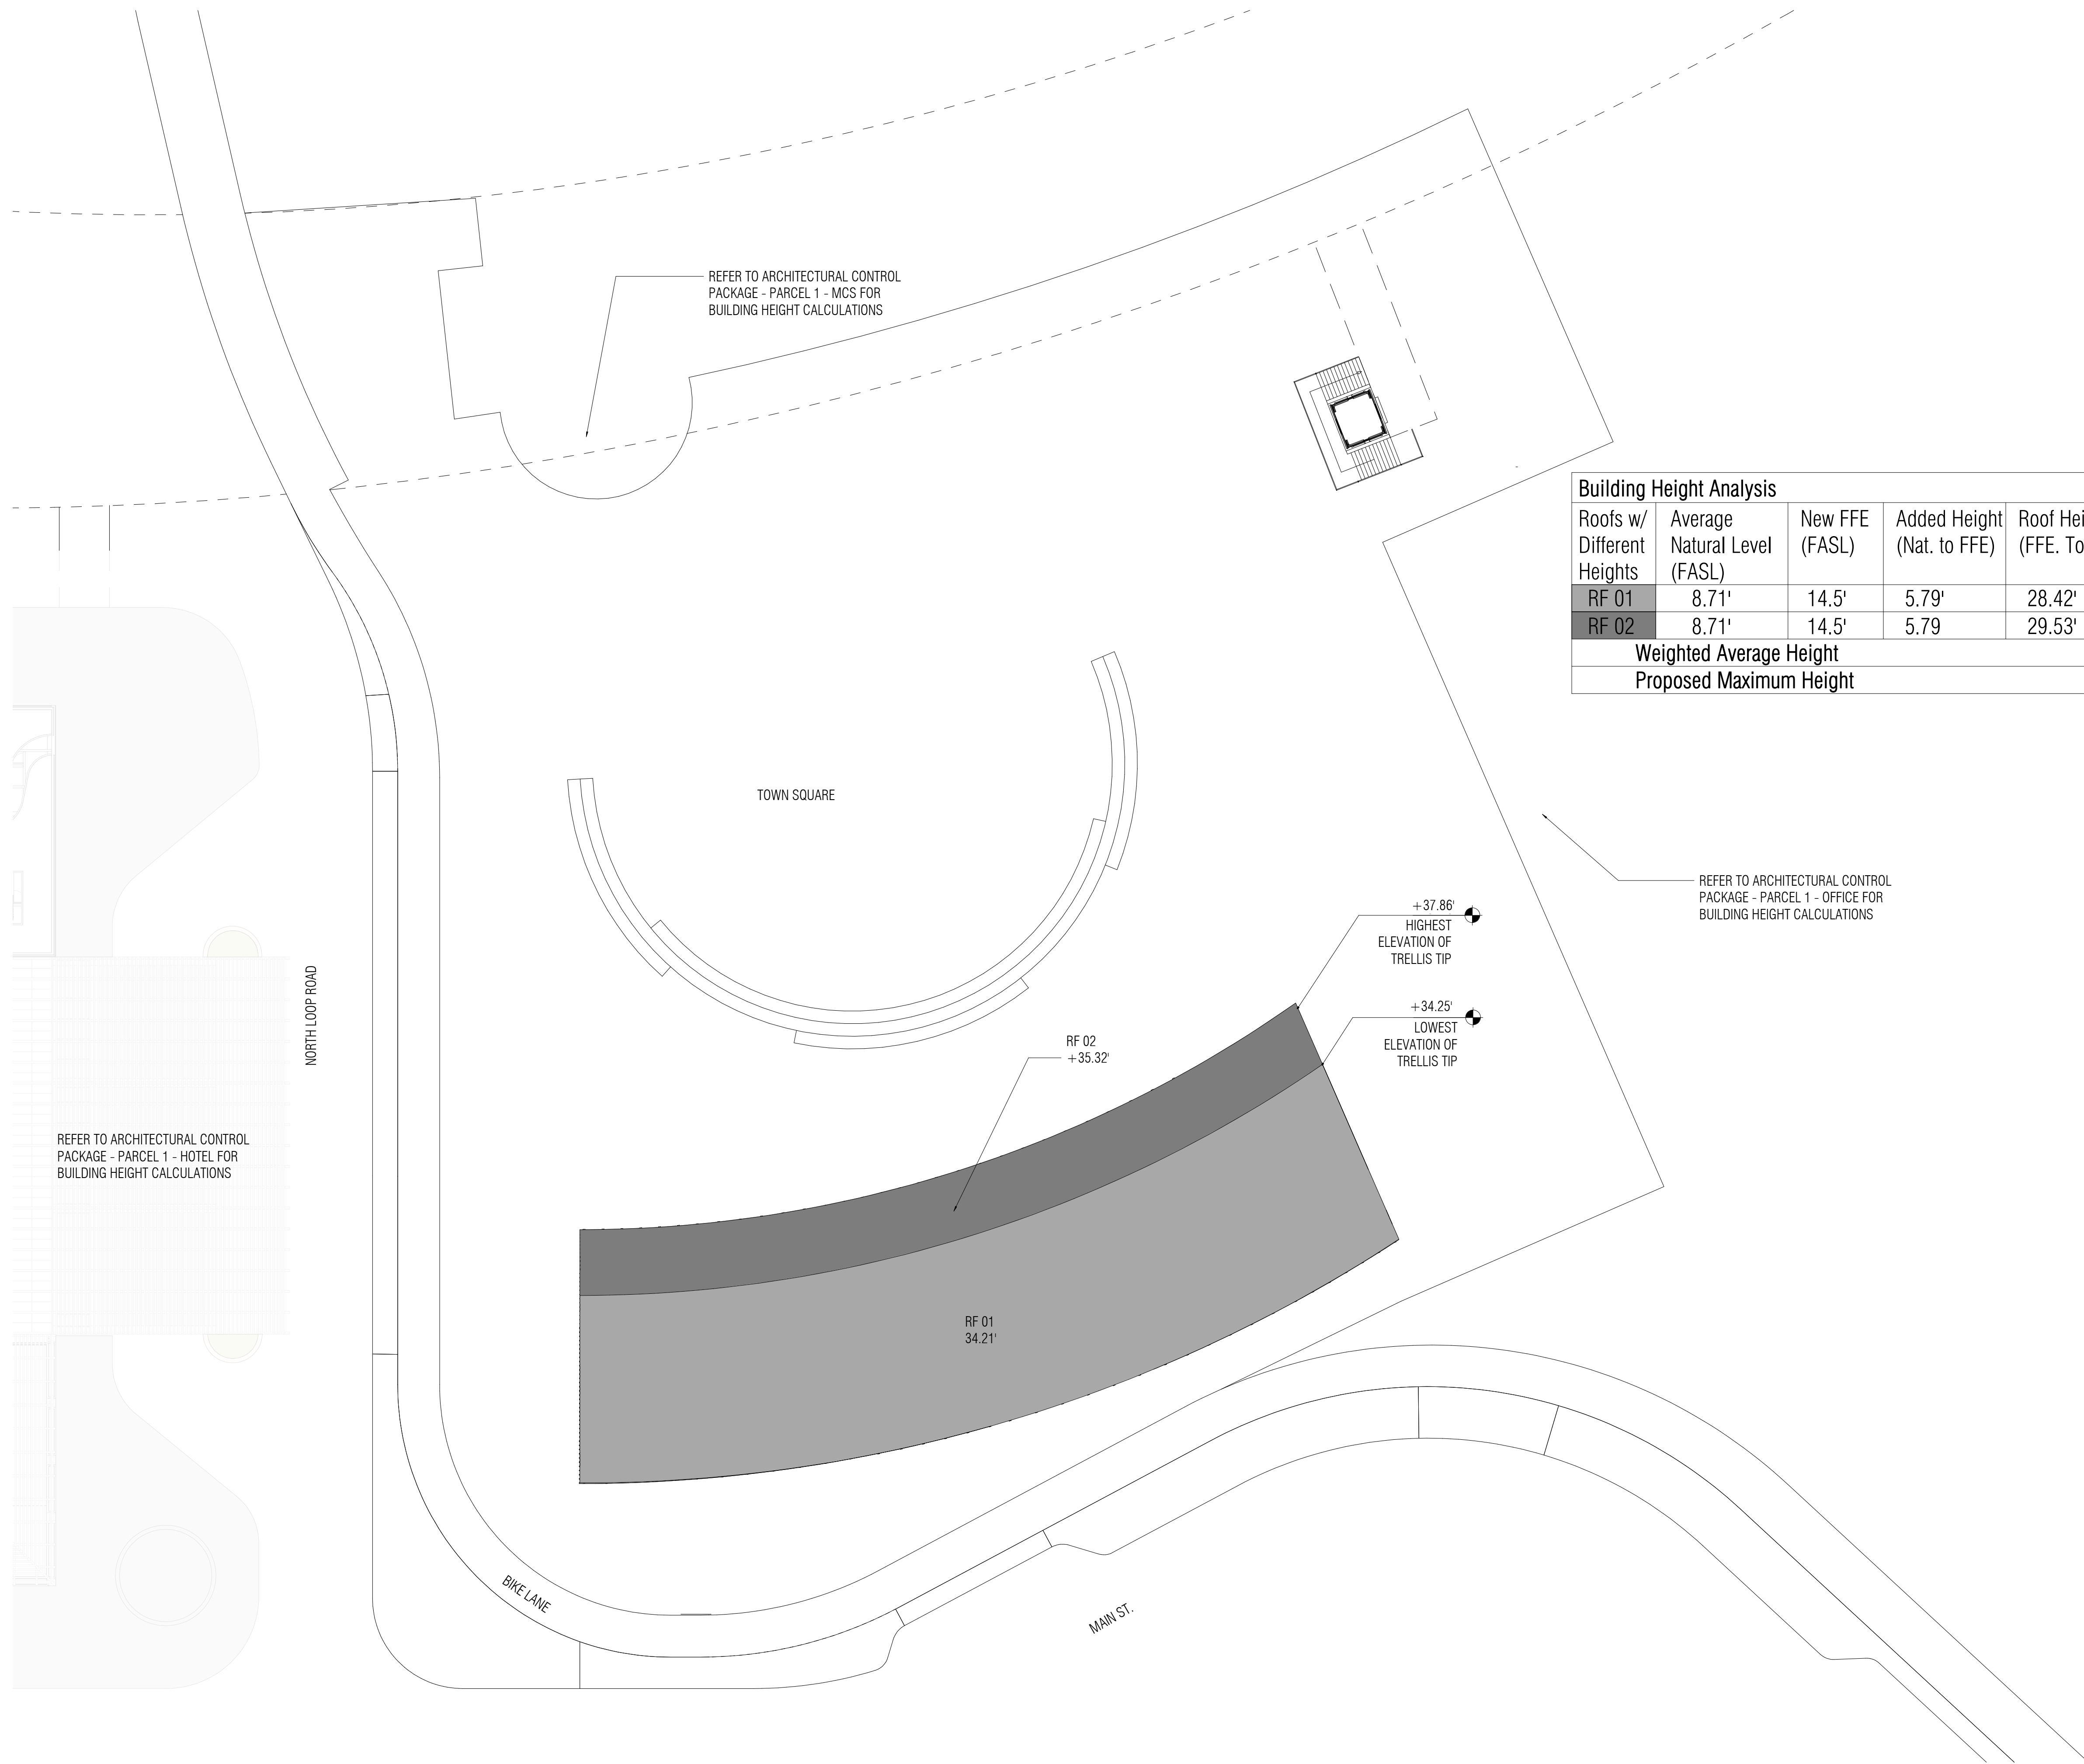 REFER TO ARCHITECTURAL CONTROL
PACKAGE - PARCEL 1 - MCS FOR
BUILDING HEIGHT CALCULATIONS
Building Height Analysis
Roofs w/ Average New FFE Added Height Roof Hei
Different Natural Level (FASL) (Nat. to FFE) (FFE. To
Heights (FASL)
RF 01 8.71' 14.5' 5.79' 28.42'
RF 02 8.71' 14.5' 5.79 29.53'
Weighted Average Height
Proposed Maximum Height
TOWN SQUARE
REFER TO ARCHITECTURAL CONTROL
PACKAGE - PARCEL 1 - OFFICE FOR
BUILDING HEIGHT CALCULATIONS
+37.86'
HIGHEST
ELEVATION OF
TRELLIS TIP
+34.25'
LOWEST
ELEVATION OF
TRELLIS TIP
NORTH LOOP ROAD
RF 02
+35.32'
REFER TO ARCHITECTURAL CONTROL
PACKAGE - PARCEL 1 - HOTEL FOR
BUILDING HEIGHT CALCULATIONS
RF 01
34.21'
BIKE LANE
MAIN ST.